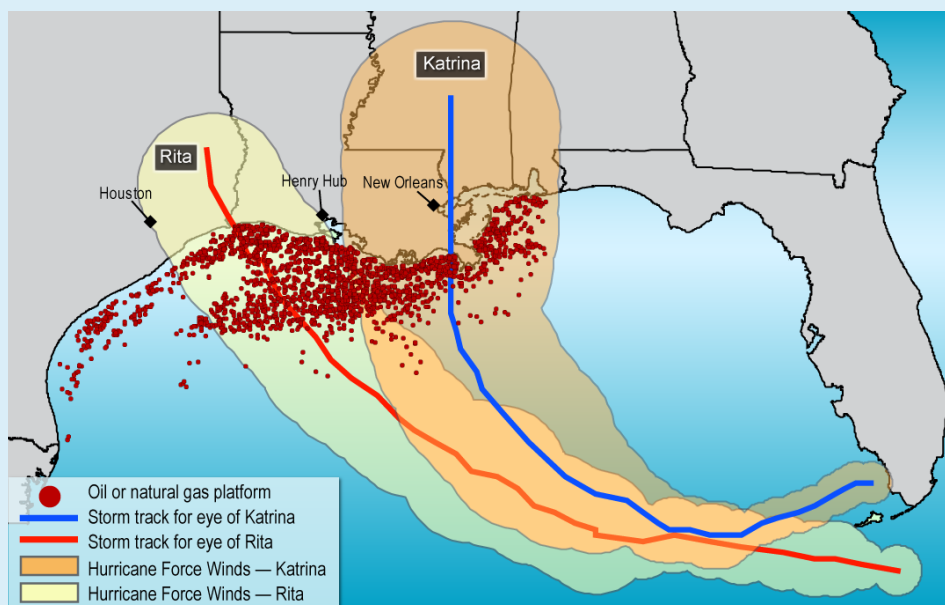 Katrina
Rita
Houston
Henry Hub
New Orleans
Oil or natural gas platform
Storm track for eye of Katrina
Storm track for eye of Rita
Hurricane Force Winds — Katrina
Hurricane Force Winds — Rita